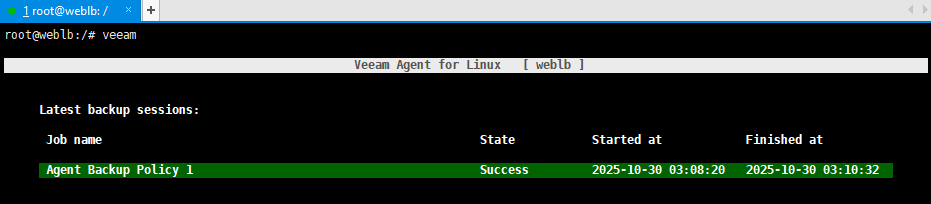 1 root@weblb: / × +
root@weblb:/# veeam
Veeam Agent for Linux [ weblb ]
Latest backup sessions:
Job name State Started at Finished at
Agent Backup Policy 1 Success 2025-10-30 03:08:20 2025-10-30 03:10:32